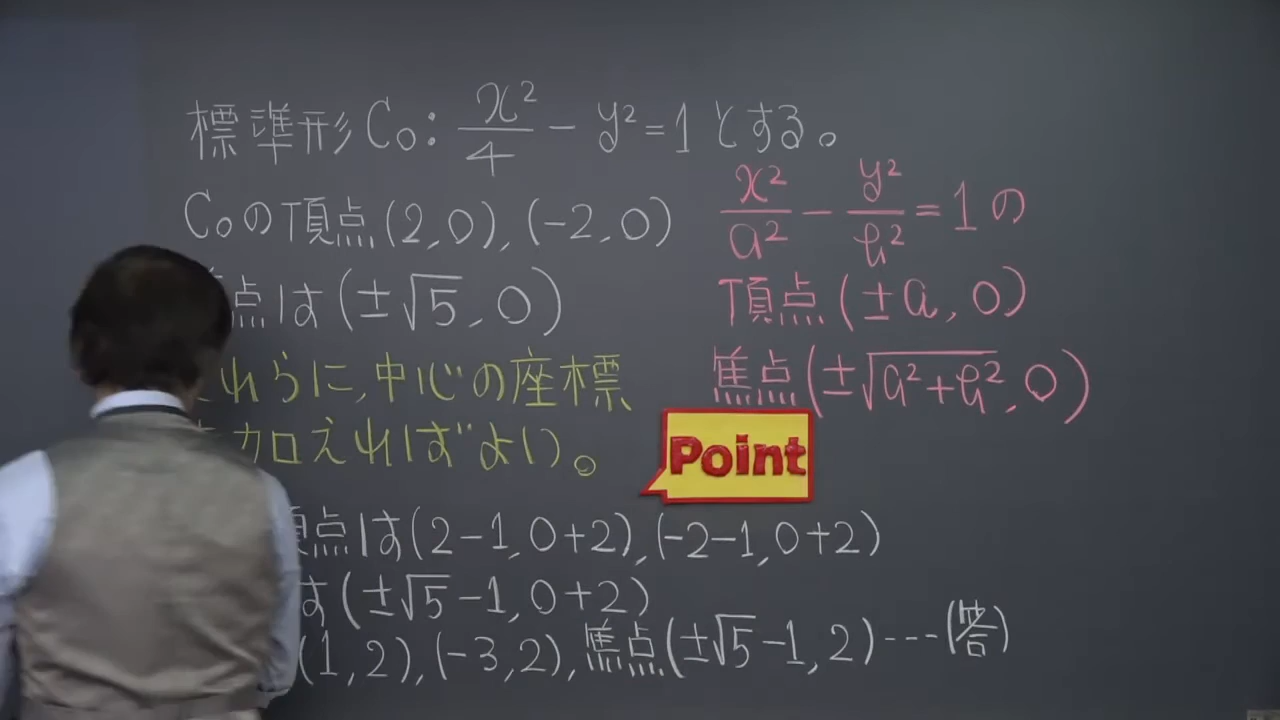 標準形 C₀: x²/4 - y² = 1 とする。
C₀の頂点(2,0),(-2,0)
点は(±√5,0)
れらに,中心の座標
加えればよい。
頂点は(2-1,0+2),(-2-1,0+2)
は(±√5-1,0+2)
(1,2),(-3,2),焦点(±√5-1,2)---(答)
x²/a² - y²/b² = 1 の
頂点(±a,0)
焦点(±√a²+b²,0)
Point